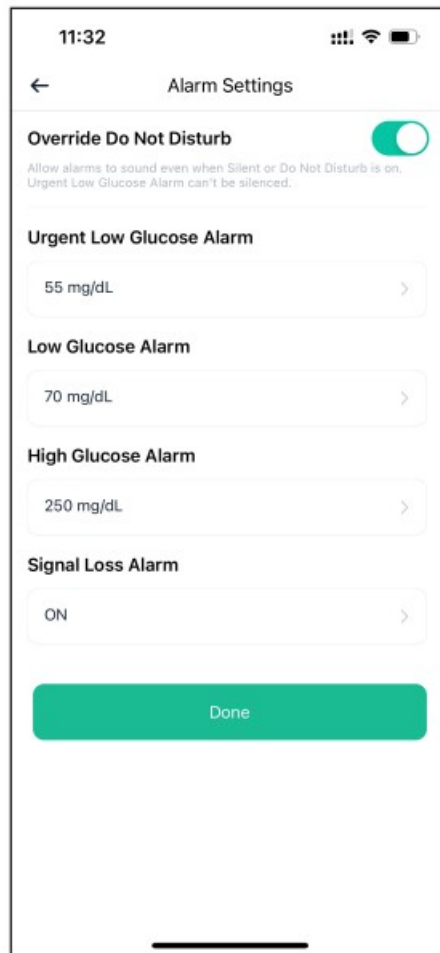 11:32
Alarm Settings
Override Do Not Disturb
Allow alarms to sound even when Silent or Do Not Disturb is on.
Urgent Low Glucose Alarm can't be silenced.
Urgent Low Glucose Alarm
55 mg/dL
Low Glucose Alarm
70 mg/dL
High Glucose Alarm
250 mg/dL
Signal Loss Alarm
ON
Done